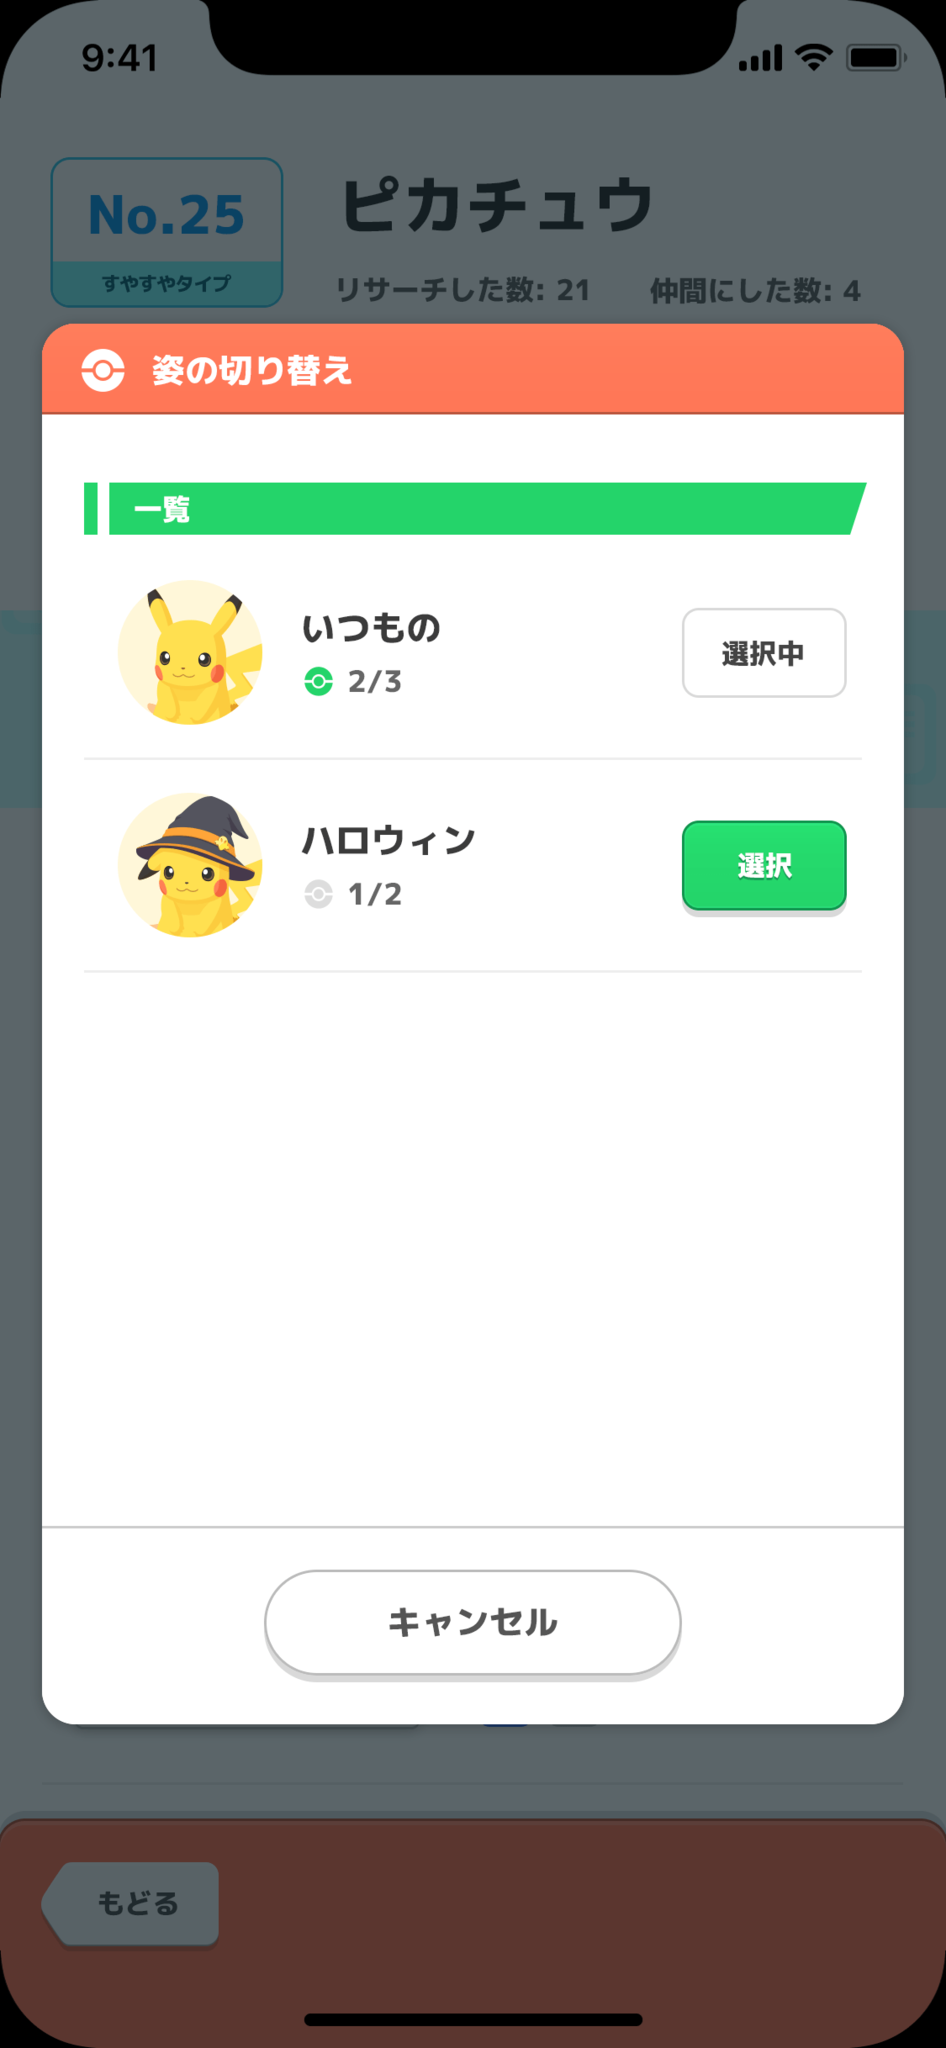 9:41
No.25
すやすやタイプ
ピカチュウ
リサーチした数: 21 仲間にした数: 4
姿の切り替え
一覧
いつもの
2/3
選択中
ハロウィン
1/2
選択
キャンセル
もどる